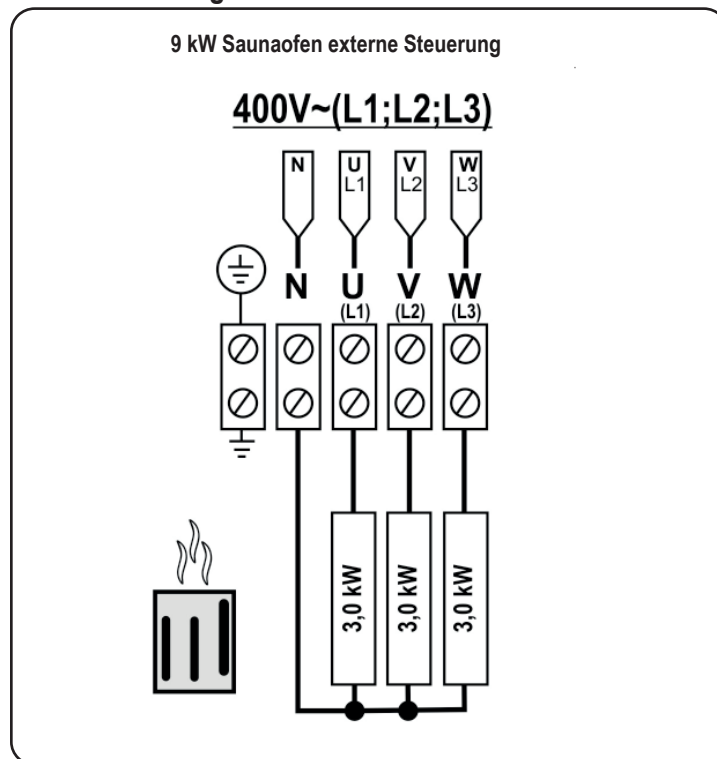 9 kW Saunaofen externe Steuerung
400V~(L1;L2;L3)
N U V W
L1 L2 L3
N U V W
(L1) (L2) (L3)
3,0 kW 3,0 kW 3,0 kW